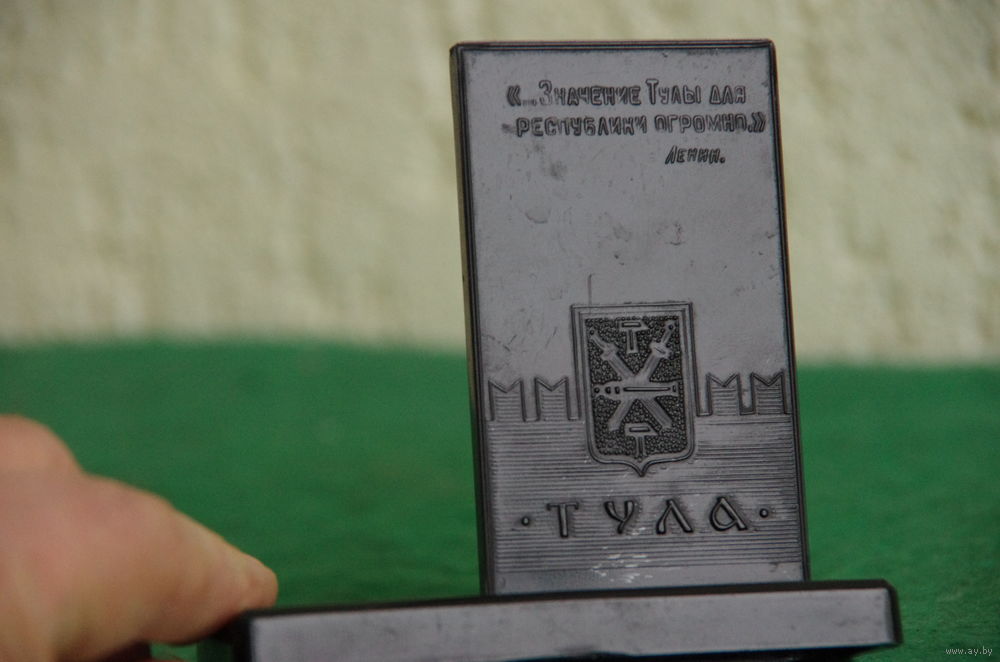 «...Значение Тулы для
республики огромно.»
Ленин.
· ТУЛА ·
www.ay.by